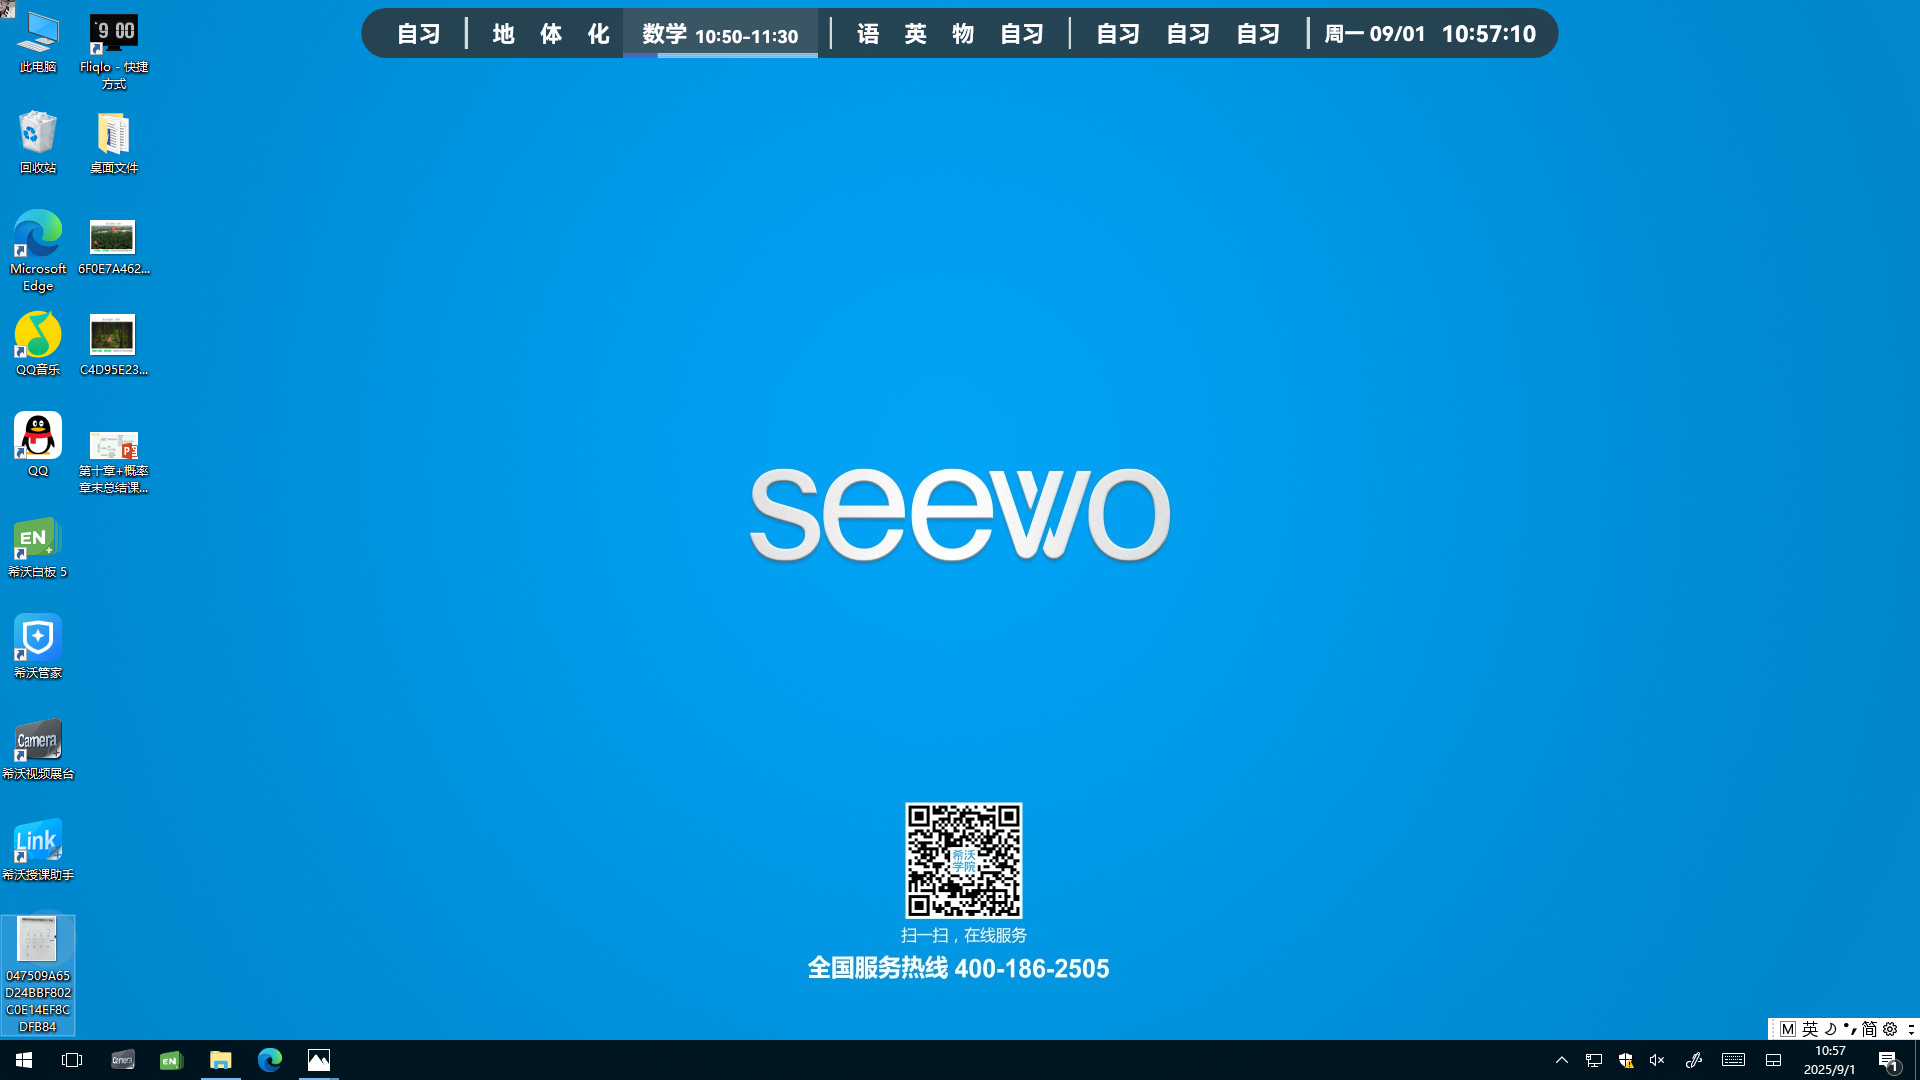 自习 地 体 化 数学 10:50-11:30 语 英 物 自习 自习 自习 自习 周一 09/01 10:57:10
此电脑
9 00
Fliqlo - 快捷
方式
回收站
桌面文件
Microsoft
Edge
6F0E7A462...
QQ音乐
C4D95E23...
QQ
第十章+概率
章末总结课...
EN
希沃白板 5
希沃管家
Camera
希沃视频展台
Link
希沃授课助手
047509A65
D24BBF802
C0E14EF8C
DFB84
seewo
希沃
学院
扫一扫，在线服务
全国服务热线 400-186-2505
M 英 简
Camera
EN
10:57
2025/9/1
1